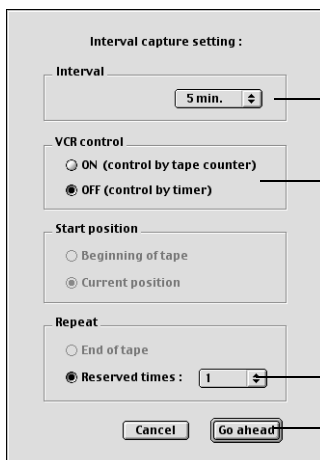 Interval capture setting :
Interval
5 min.
VCR control
ON (control by tape counter)
OFF (control by timer)
Start position
Beginning of tape
Current position
Repeat
End of tape
Reserved times : 1
Cancel Go ahead